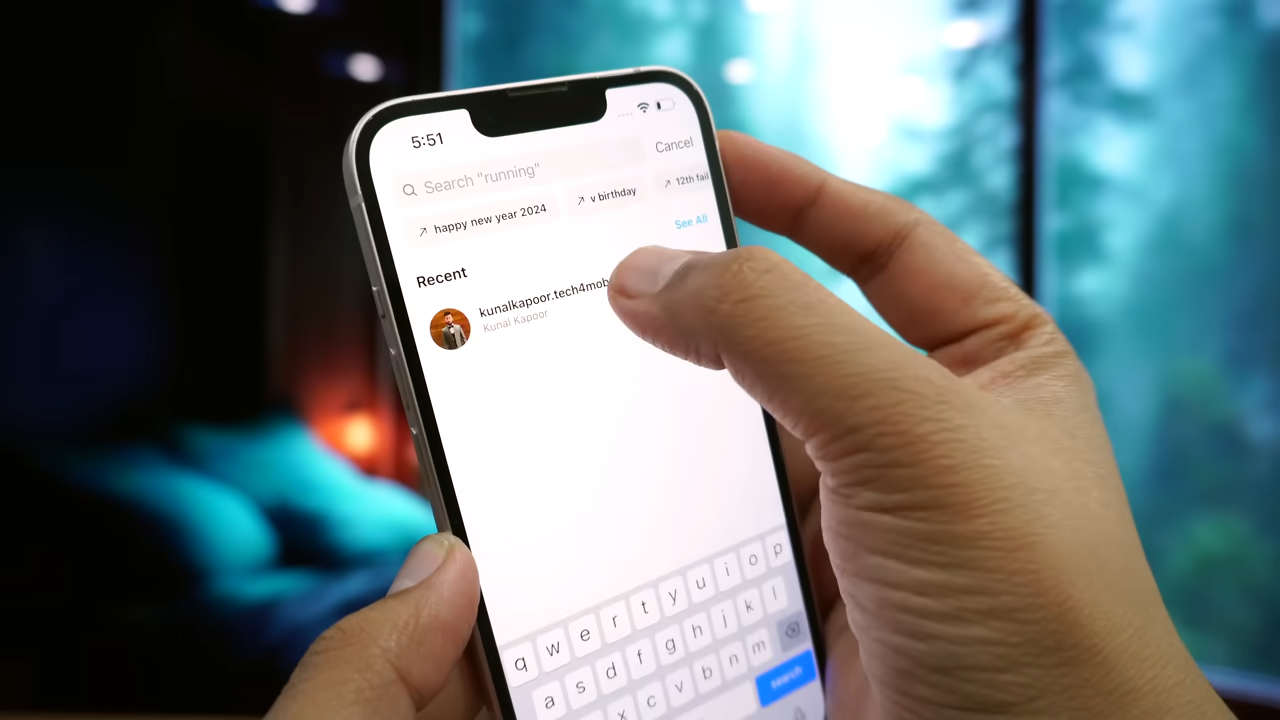 5:51
Search "running"
Cancel
happy new year 2024
v birthday
12th fail
See All
Recent
kunalkapoor.tech4mob
Kunal Kapoor
q w e r t y u i o p
a s d f g h j k l
x c v b n m
search